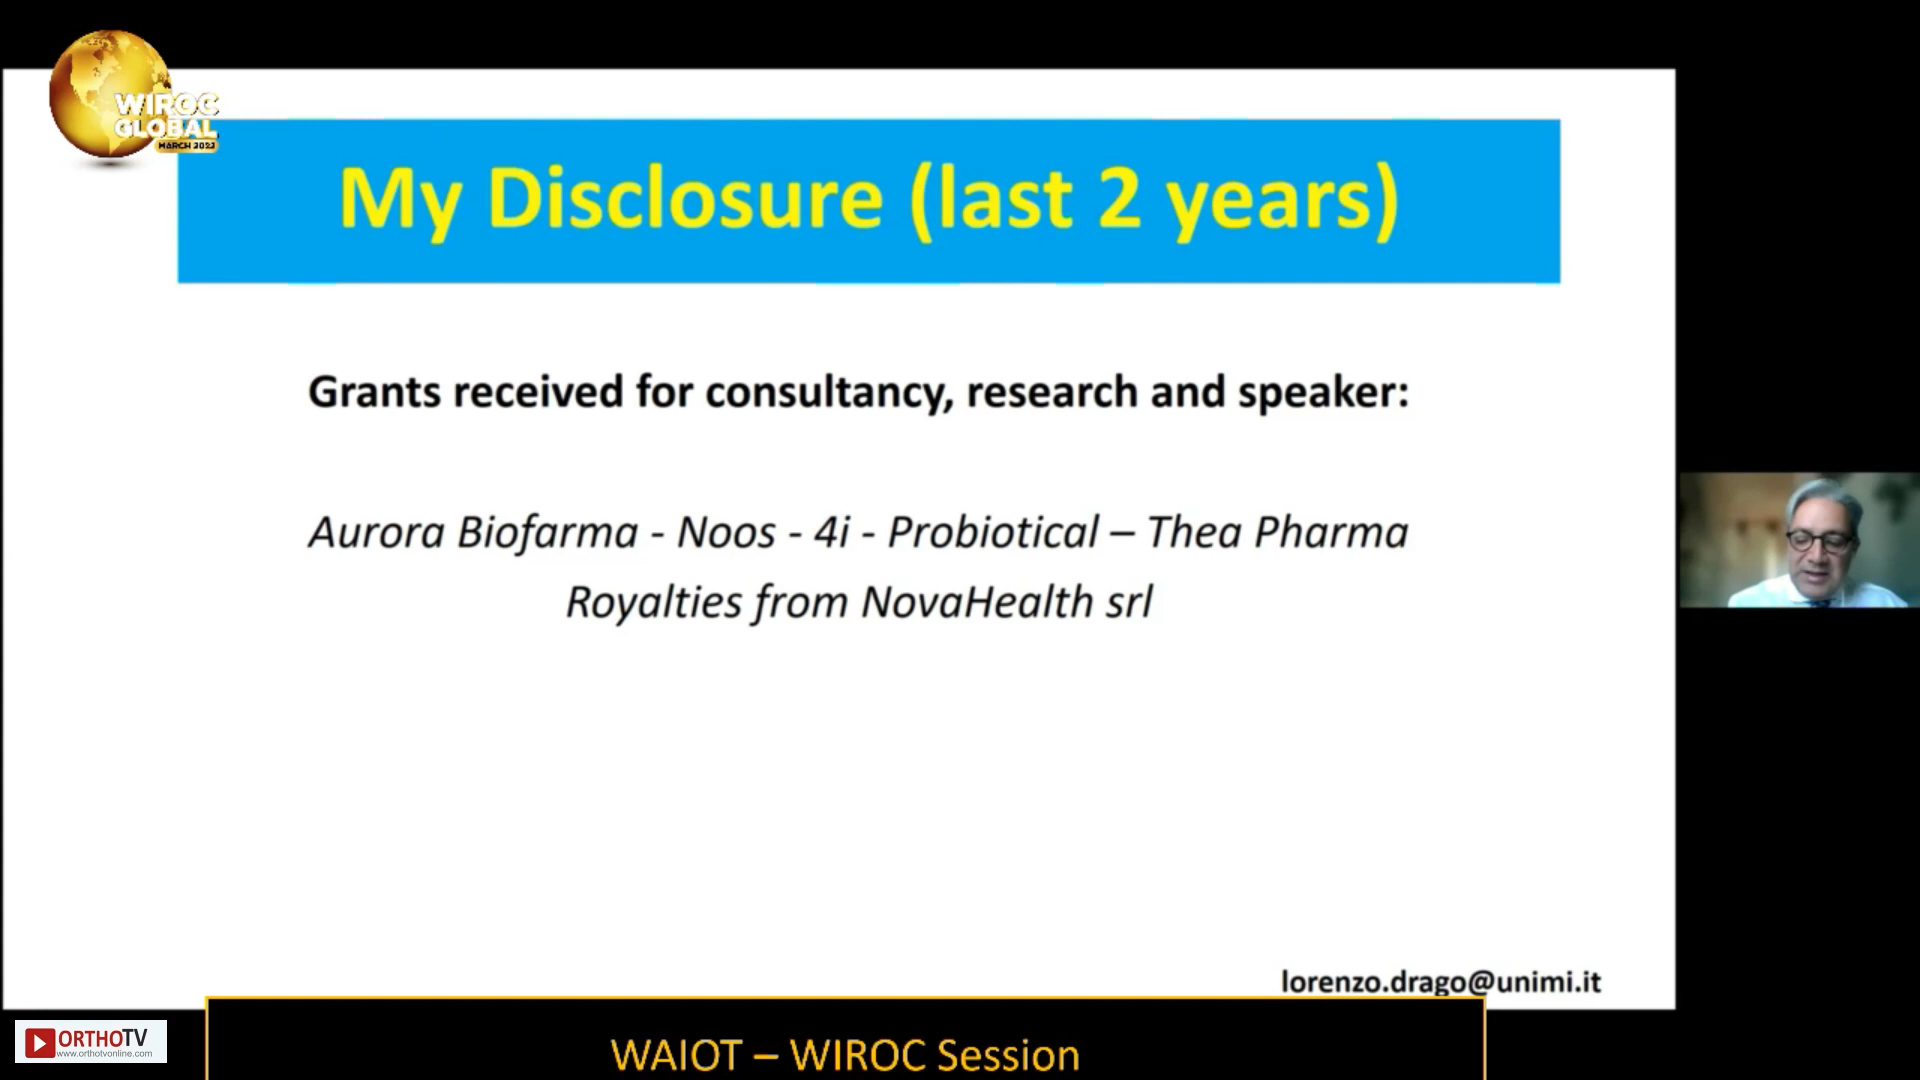 WIROC
GLOBAL
MARCH 2022
My Disclosure (last 2 years)
Grants received for consultancy, research and speaker:
Aurora Biofarma - Noos - 4i - Probiotical – Thea Pharma
Royalties from NovaHealth srl
lorenzo.drago@unimi.it
ORTHOTV
www.orthotvonline.com
WAIOT – WIROC Session